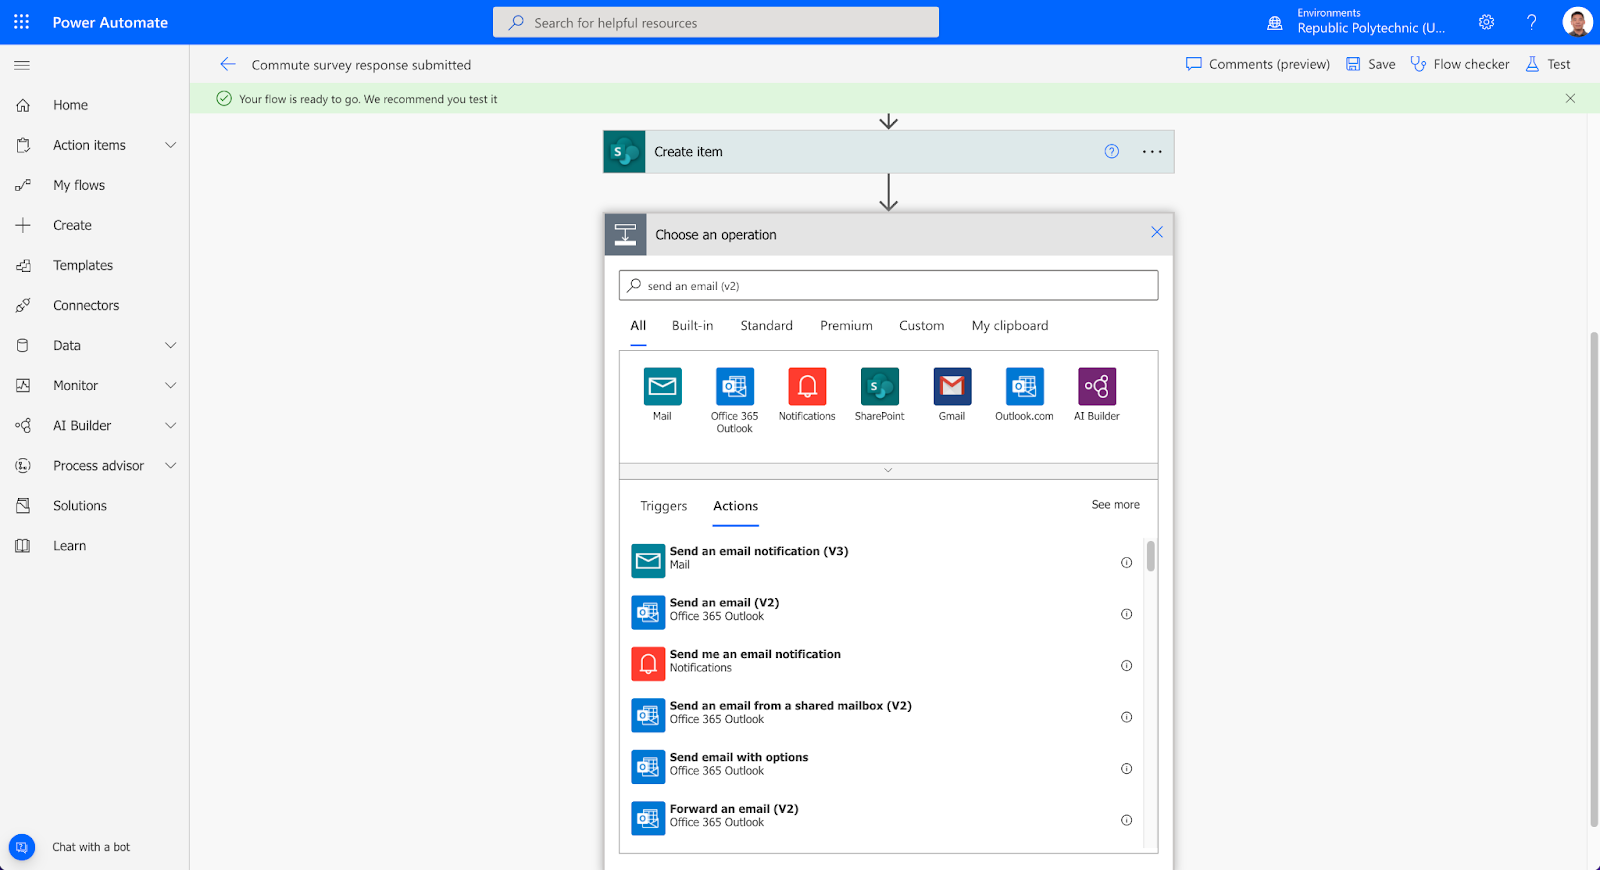 Power Automate
Search for helpful resources
Environments
Republic Polytechnic (U...
Commute survey response submitted
Comments (preview)
Save
Flow checker
Test
Your flow is ready to go. We recommend you test it
Home
Action items
My flows
Create
Templates
Connectors
Data
Monitor
AI Builder
Process advisor
Solutions
Learn
Chat with a bot
Create item
Choose an operation
send an email (v2)
All
Built-in
Standard
Premium
Custom
My clipboard
Mail
Office 365
Outlook
Notifications
SharePoint
Gmail
Outlook.com
AI Builder
Triggers
Actions
See more
Send an email notification (V3)
Mail
Send an email (V2)
Office 365 Outlook
Send me an email notification
Notifications
Send an email from a shared mailbox (V2)
Office 365 Outlook
Send email with options
Office 365 Outlook
Forward an email (V2)
Office 365 Outlook